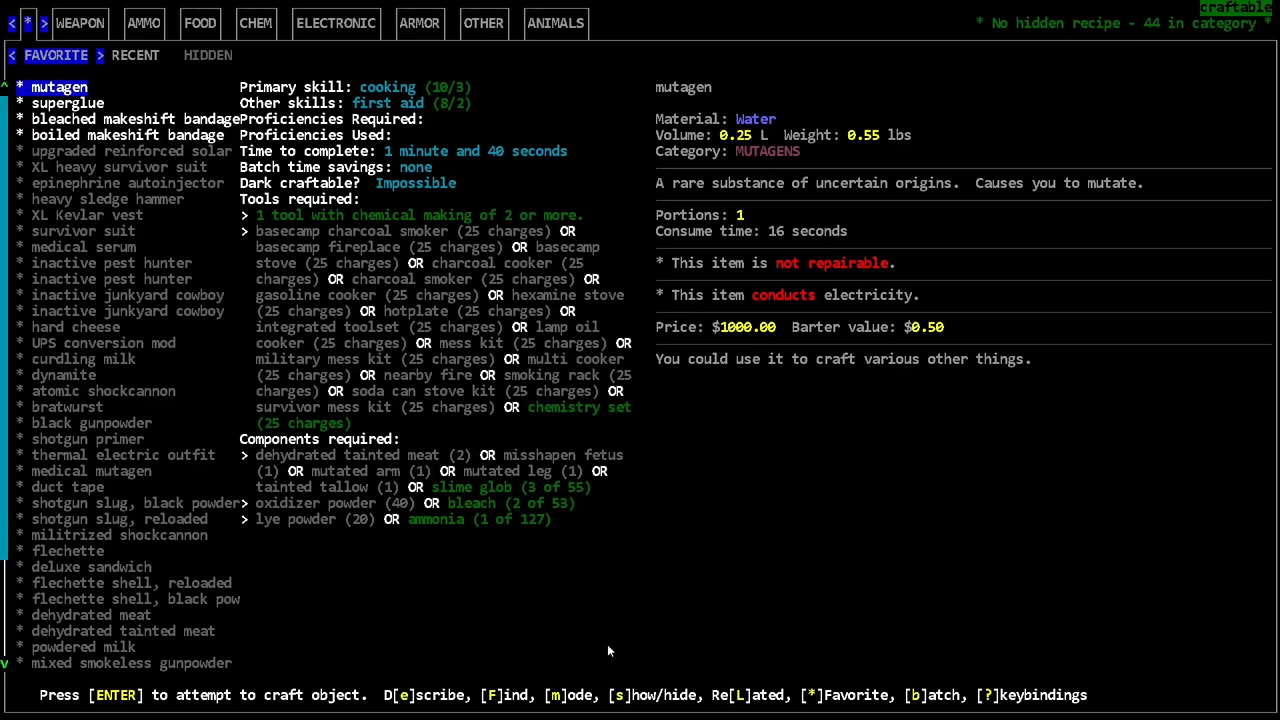 craftable
< * > WEAPON AMMO FOOD CHEM ELECTRONIC ARMOR OTHER ANIMALS * No hidden recipe - 44 in category *
< FAVORITE > RECENT HIDDEN
^ * mutagen
* superglue
* bleached makeshift bandage
* boiled makeshift bandage
* upgraded reinforced solar
* XL heavy survivor suit
* epinephrine autoinjector
* heavy sledge hammer
* XL Kevlar vest
* survivor suit
* medical serum
* inactive pest hunter
* inactive pest hunter
* inactive junkyard cowboy
* inactive junkyard cowboy
* hard cheese
* UPS conversion mod
* curdling milk
* dynamite
* atomic shockcannon
* bratwurst
* black gunpowder
* shotgun primer
* thermal electric outfit
* medical mutagen
* duct tape
* shotgun slug, black powder
* shotgun slug, reloaded
* militrized shockcannon
* flechette
* deluxe sandwich
* flechette shell, reloaded
* flechette shell, black pow
* dehydrated meat
* dehydrated tainted meat
* powdered milk
v * mixed smokeless gunpowder
Primary skill: cooking (10/3)
Other skills: first aid (8/2)
Proficiencies Required:
Proficiencies Used:
Time to complete: 1 minute and 40 seconds
Batch time savings: none
Dark craftable? Impossible
Tools required:
> 1 tool with chemical making of 2 or more.
> basecamp charcoal smoker (25 charges) OR
basecamp fireplace (25 charges) OR basecamp
stove (25 charges) OR charcoal cooker (25
charges) OR charcoal smoker (25 charges) OR
gasoline cooker (25 charges) OR hexamine stove
(25 charges) OR hotplate (25 charges) OR
integrated toolset (25 charges) OR lamp oil
cooker (25 charges) OR mess kit (25 charges) OR
military mess kit (25 charges) OR multi cooker
(25 charges) OR nearby fire OR smoking rack (25
charges) OR soda can stove kit (25 charges) OR
survivor mess kit (25 charges) OR chemistry set
(25 charges)
Components required:
> dehydrated tainted meat (2) OR misshapen fetus
(1) OR mutated arm (1) OR mutated leg (1) OR
tainted tallow (1) OR slime glob (3 of 55)
> oxidizer powder (40) OR bleach (2 of 53)
> lye powder (20) OR ammonia (1 of 127)
mutagen
Material: Water
Volume: 0.25 L Weight: 0.55 lbs
Category: MUTAGENS
A rare substance of uncertain origins. Causes you to mutate.
Portions: 1
Consume time: 16 seconds
* This item is not repairable.
* This item conducts electricity.
Price: $1000.00 Barter value: $0.50
You could use it to craft various other things.
Press [ENTER] to attempt to craft object. D[e]scribe, [F]ind, [m]ode, [s]how/hide, Re[L]ated, [*]Favorite, [b]atch, [?]keybindings